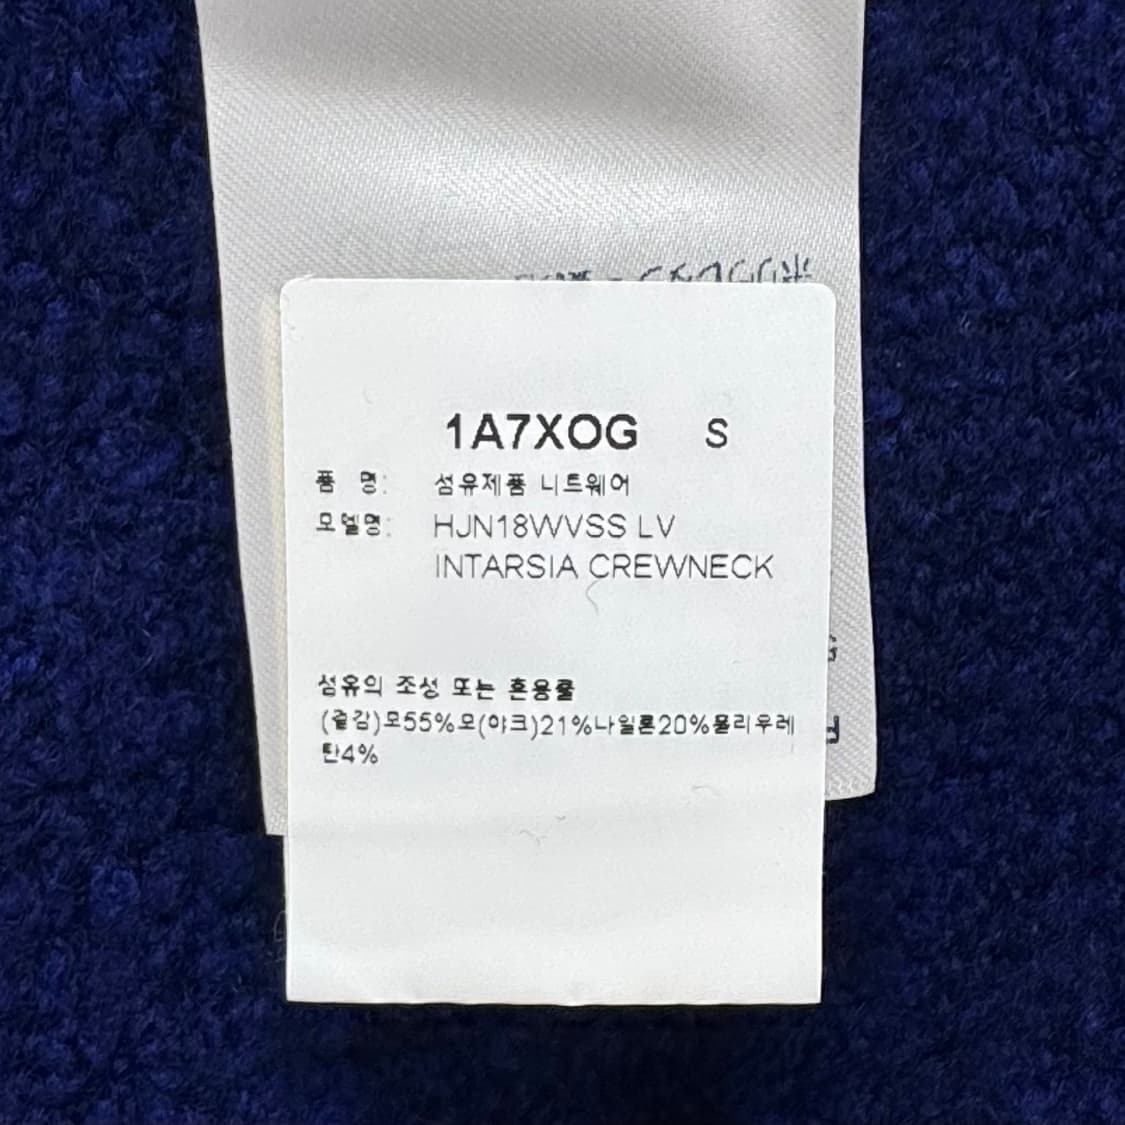 1A7XOG S
품 명: 섬유제품 니트웨어
모델명: HJN18WVSS LV
INTARSIA CREWNECK
섬유의 조성 또는 혼용률
(겉감)모55%모(야크)21%나일론20%폴리우레
탄4%